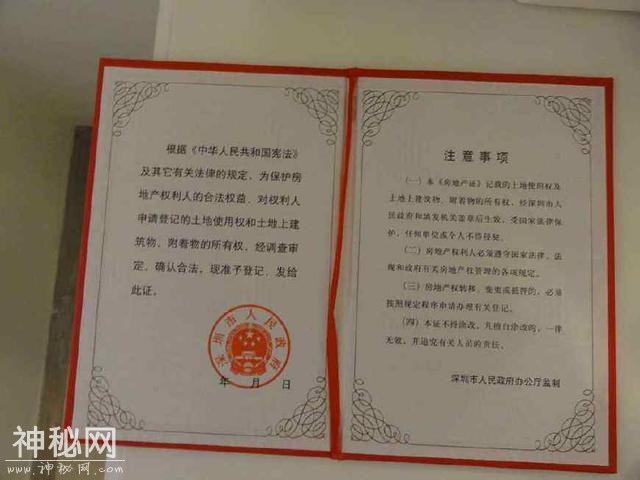 根据《中华人民共和国宪法》
及其它有关法律的规定，为保护房
地产权利人的合法权益，对权利人
申请登记的土地使用权和土地上建
筑物、附着物的所有权，经调查审
定，确认合法，现准予登记，发给
此证。
深圳市人民政府
年 月 日
注意事项
（一）本《房地产证》记载的土地使用权及
土地上建筑物、附着物的所有权，经深圳市人
民政府和填发机关盖章后生效，受国家法律保
护，任何单位或个人不得侵犯。
（二）房地产权利人必须遵守国家法律、法
规和政府有关房地产权管理的各项规定。
（三）房地产权转移、变更或抵押的，必须
按照规定程序申请办理有关登记。
（四）本证不得涂改，凡擅自涂改的，一律
无效，并追究有关人员的责任。
深圳市人民政府办公厅监制
神秘网
www.神秘网.com